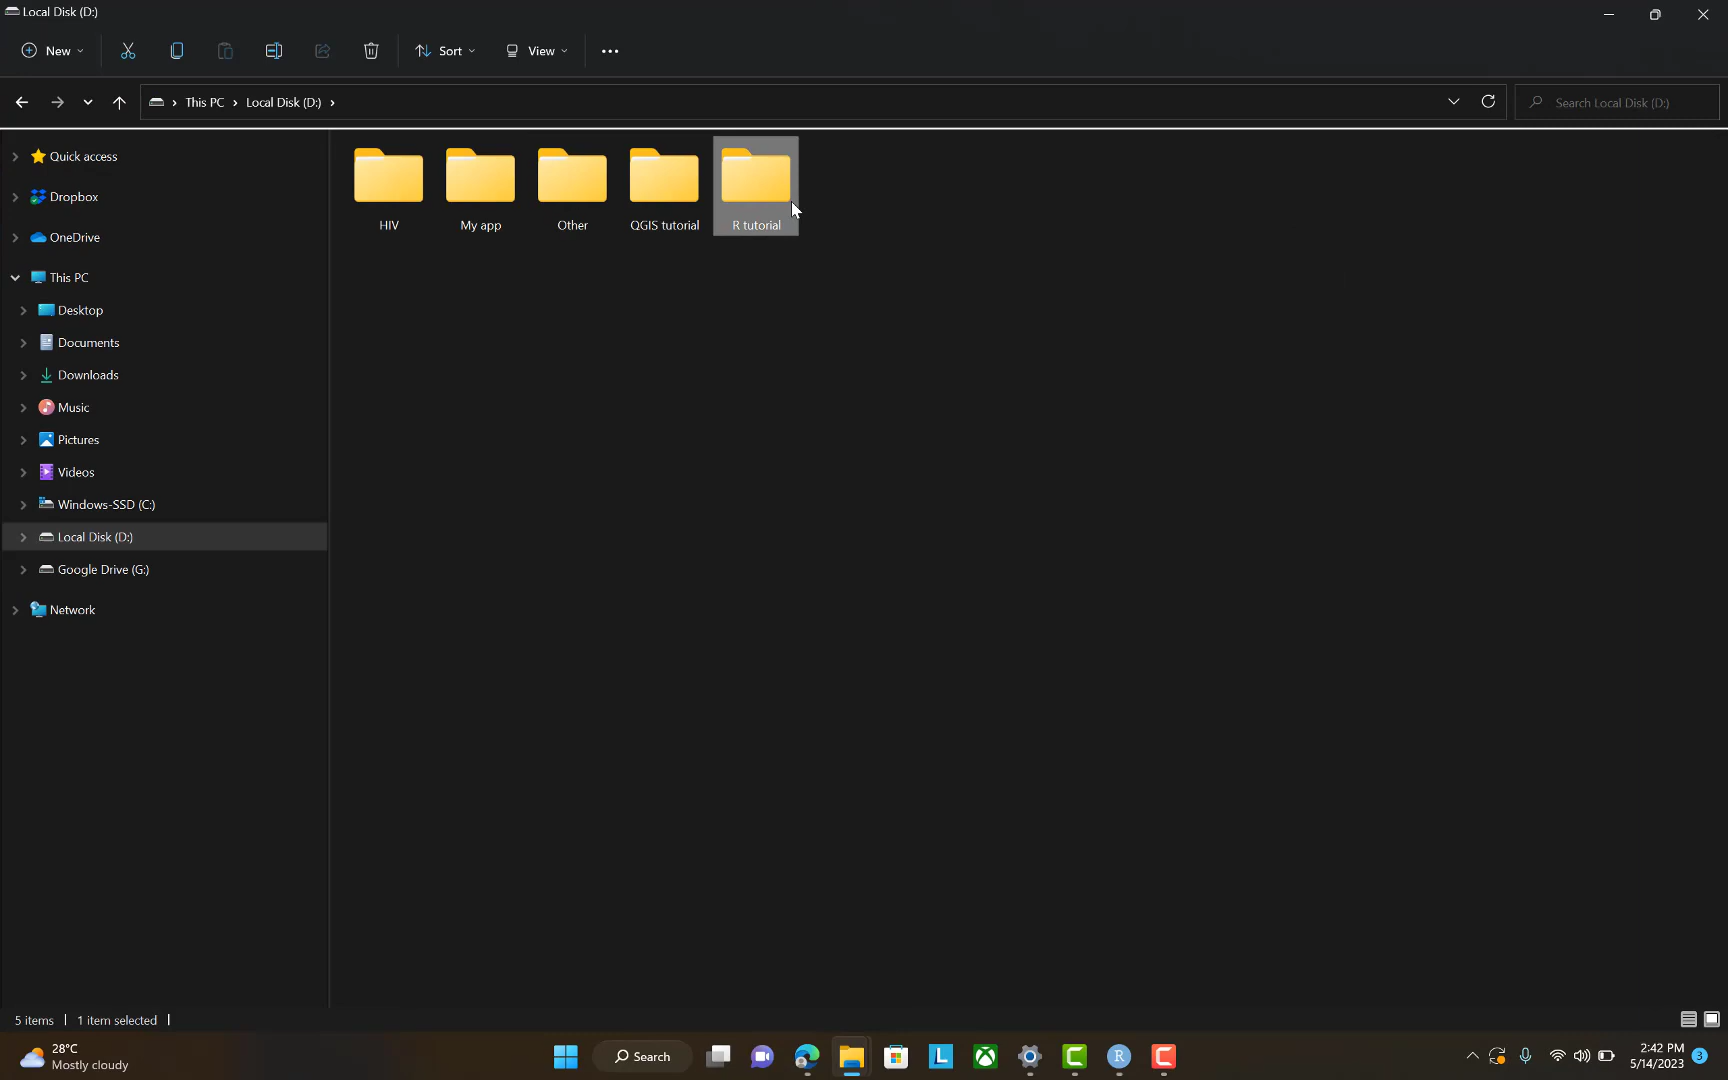 Local Disk (D:)
New
Sort
View
This PC
Local Disk (D:)
Search Local Disk (D:)
Quick access
Dropbox
OneDrive
This PC
Desktop
Documents
Downloads
Music
Pictures
Videos
Windows-SSD (C:)
Local Disk (D:)
Google Drive (G:)
Network
HIV
My app
Other
QGIS tutorial
R tutorial
5 items
1 item selected
28°C
Mostly cloudy
Search
L
C
R
C
2:42 PM
5/14/2023
3